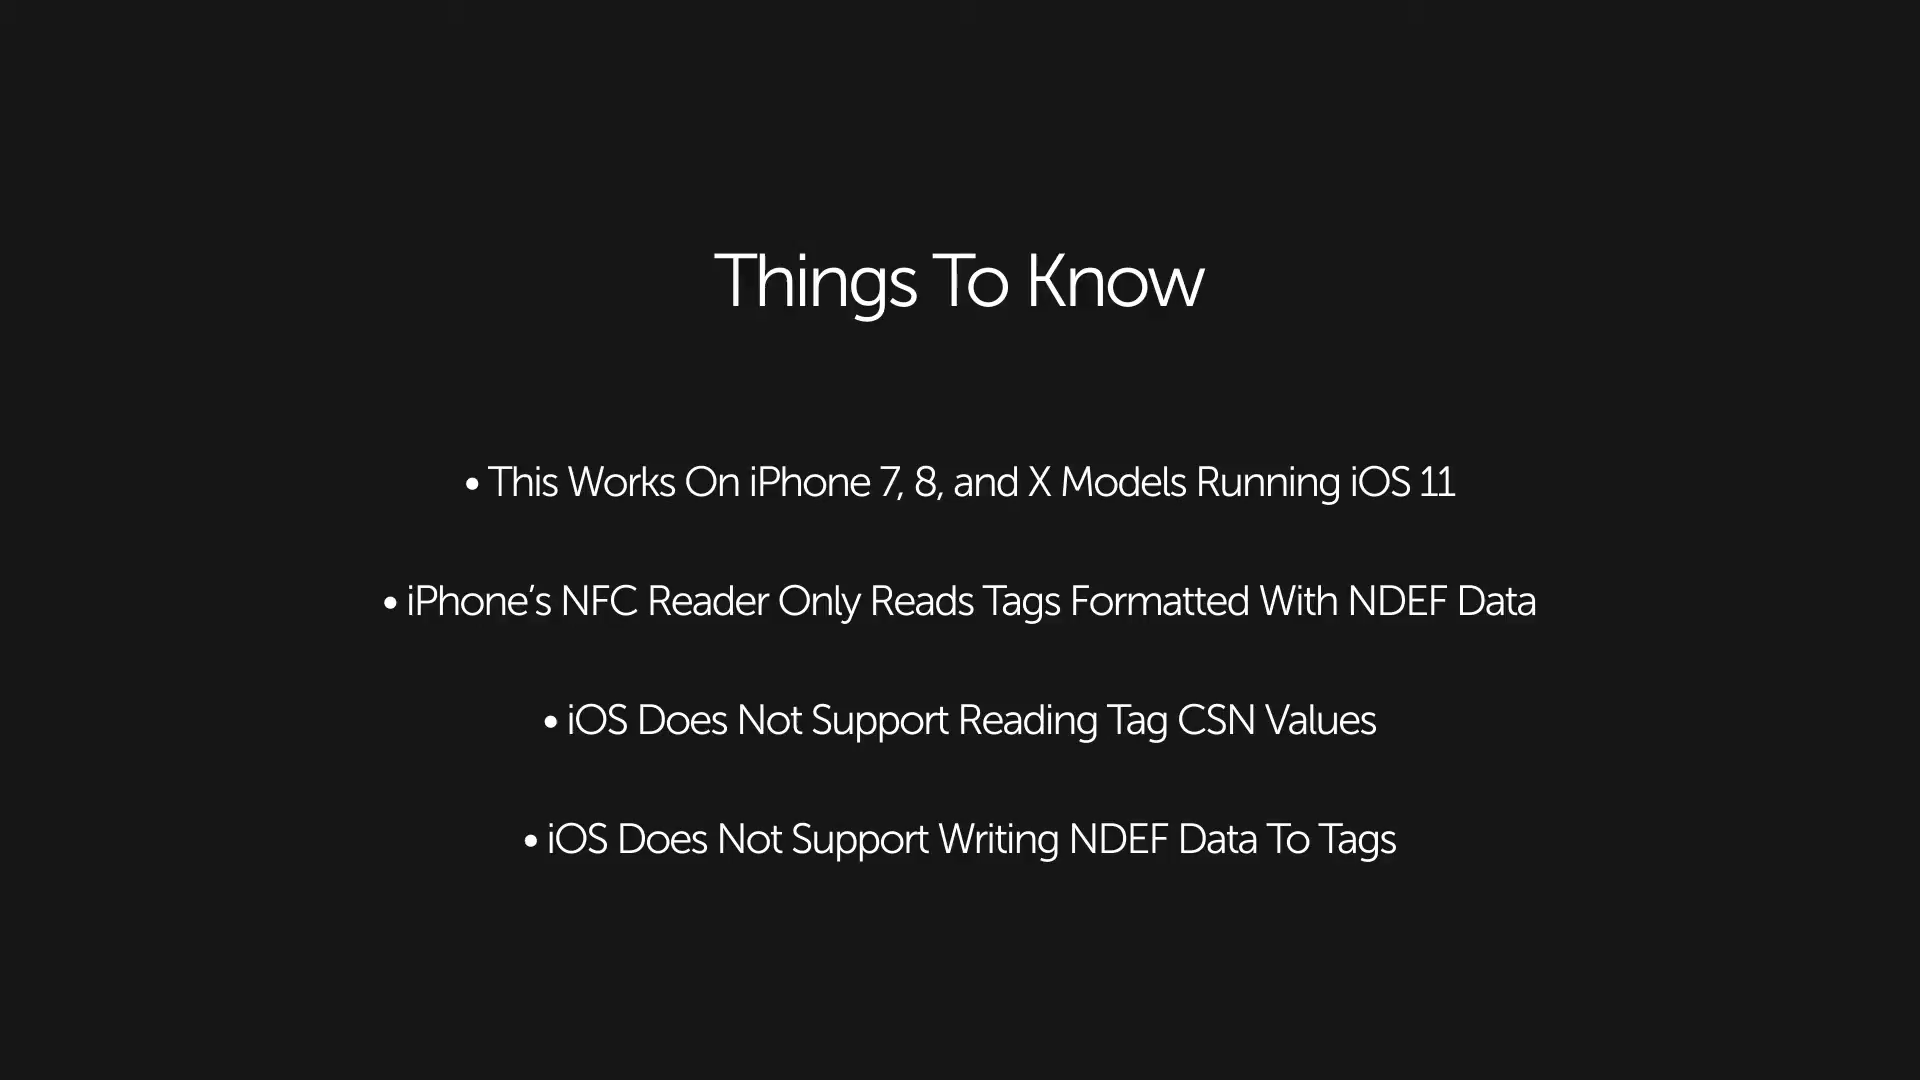 Things To Know
• This Works On iPhone 7, 8, and X Models Running iOS 11
• iPhone’s NFC Reader Only Reads Tags Formatted With NDEF Data
• iOS Does Not Support Reading Tag CSN Values
• iOS Does Not Support Writing NDEF Data To Tags